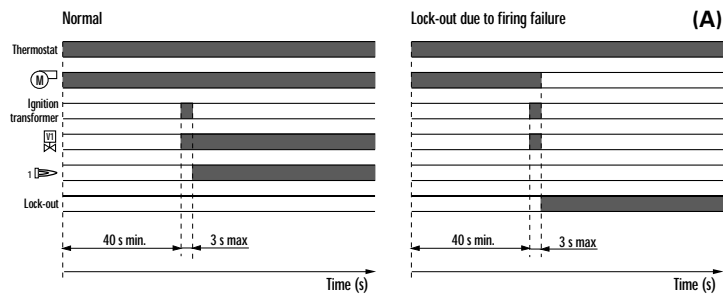 Normal
Lock-out due to firing failure
(A)
Thermostat
M
Ignition
transformer
V1
1
Lock-out
40 s min.
3 s max
40 s min.
3 s max
Time (s)
Time (s)